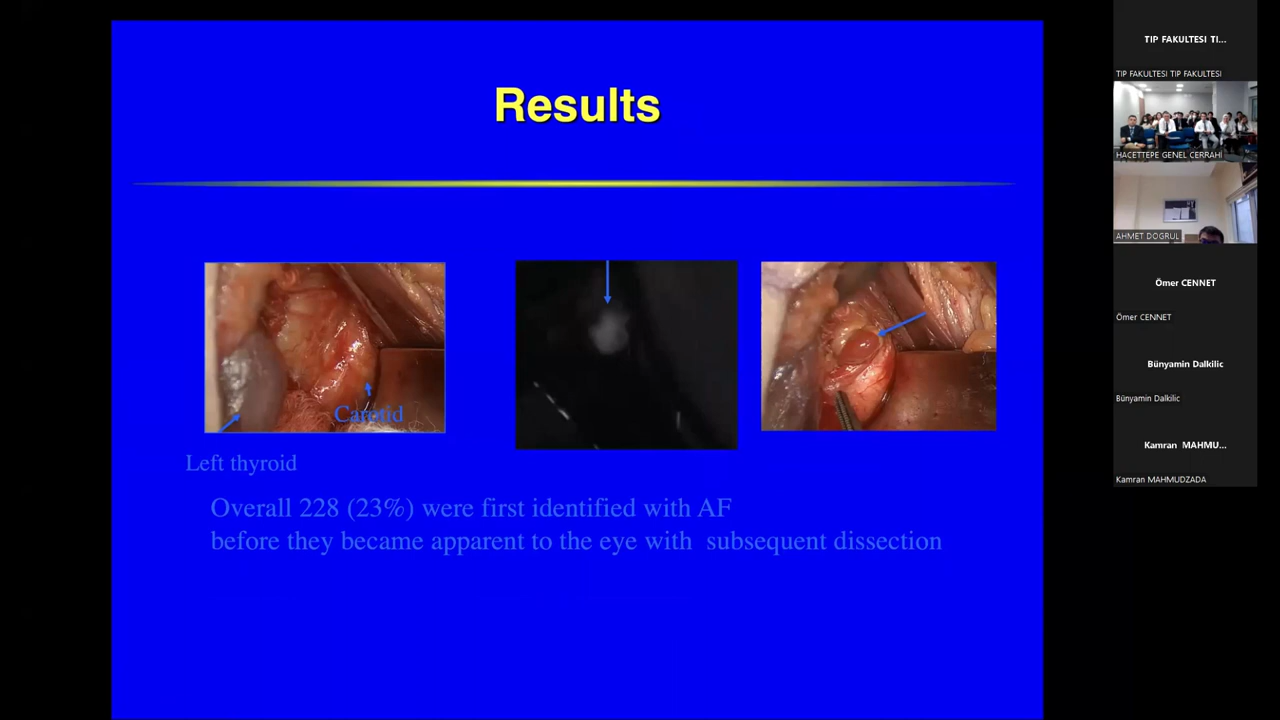 Results
Carotid
Left thyroid
Overall 228 (23%) were first identified with AF
before they became apparent to the eye with subsequent dissection
TIP FAKULTESI TI...
TIP FAKULTESI TIP FAKULTESI
HACETTEPE GENEL CERRAHİ
AHMET DOGRUL
Ömer CENNET
Ömer CENNET
Bünyamin Dalkilic
Bünyamin Dalkilic
Kamran MAHMU...
Kamran MAHMUDZADA